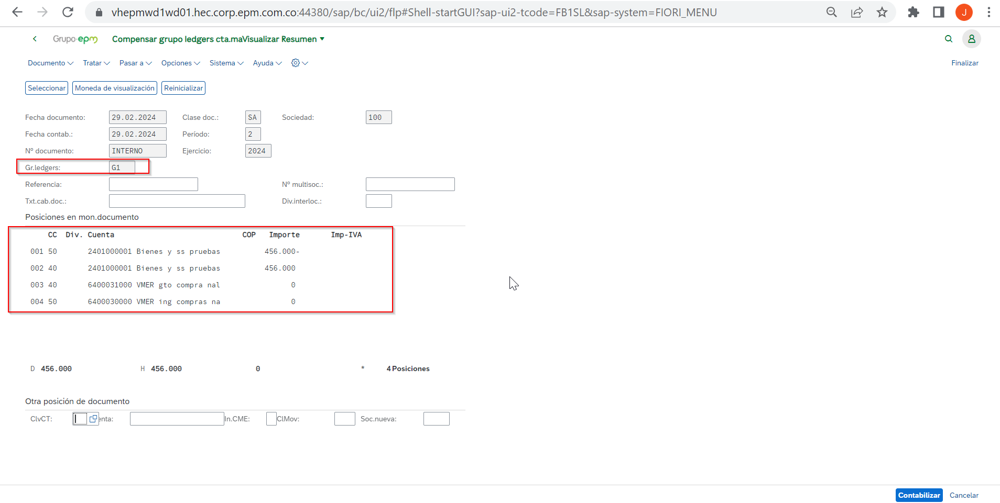 vhepmwd1wd01.hec.corp.epm.com.co:44380/sap/bc/ui2/flp#Shell-startGUI?sap-ui2-tcode=FB1SL&sap-system=FIORI_MENU
J
Grupo·epm Compensar grupo ledgers cta.maVisualizar Resumen
Documento Tratar Pasar a Opciones Sistema Ayuda Finalizar
Seleccionar Moneda de visualización Reinicializar
Fecha documento: 29.02.2024 Clase doc.: SA Sociedad: 100
Fecha contab.: 29.02.2024 Período: 2
Nº documento: INTERNO Ejercicio: 2024
Gr.ledgers: G1
Referencia: Nº multisoc.:
Txt.cab.doc.: Div.interloc.:
Posiciones en mon.documento
CC Div. Cuenta COP Importe Imp-IVA
001 50 2401000001 Bienes y ss pruebas 456.000-
002 40 2401000001 Bienes y ss pruebas 456.000
003 40 6400031000 VMER gto compra nal 0
004 50 6400030000 VMER ing compras na 0
D 456.000 H 456.000 0 * 4 Posiciones
Otra posición de documento
ClvCT: enta: In.CME: ClMov: Soc.nueva:
Contabilizar Cancelar